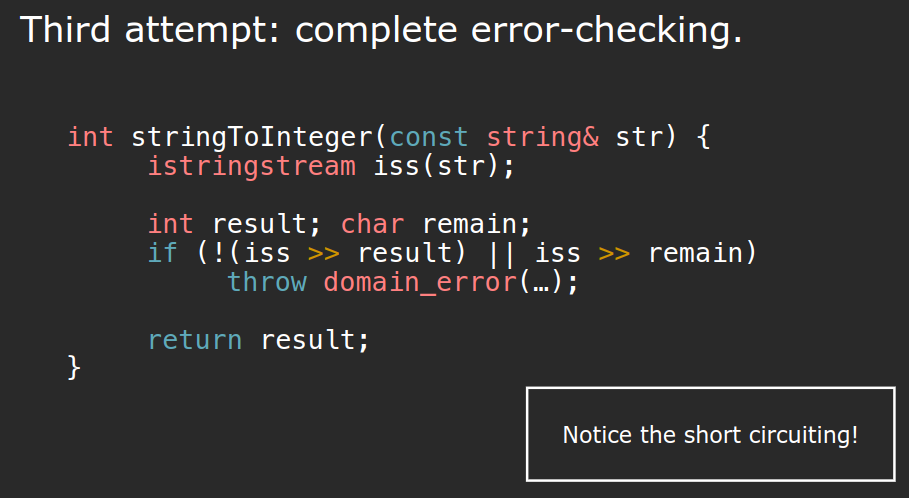 Third attempt: complete error-checking.
int stringToInteger(const string& str) {
istringstream iss(str);
int result; char remain;
if (!(iss >> result) || iss >> remain)
throw domain_error(…);
return result;
}
Notice the short circuiting!